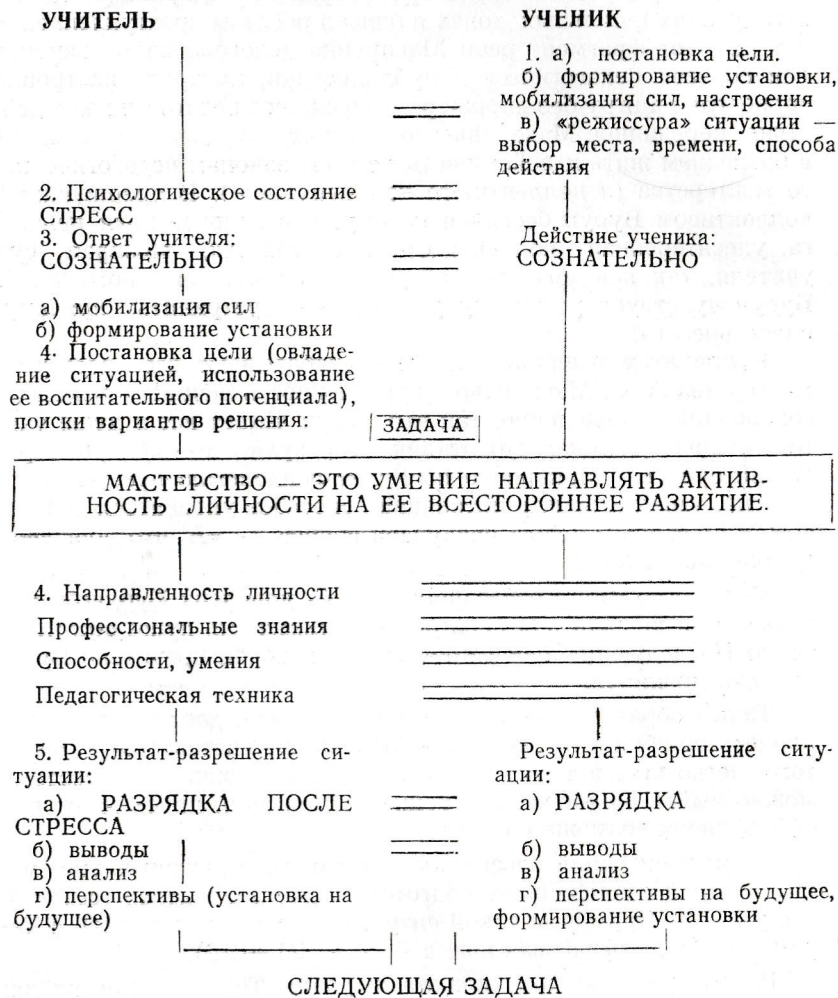 УЧИТЕЛЬ
УЧЕНИК
1. а) постановка цели.
б) формирование установки,
мобилизация сил, настроения
в) «режиссура» ситуации —
выбор места, времени, способа
действия
2. Психологическое состояние
СТРЕСС
3. Ответ учителя:
СОЗНАТЕЛЬНО
Действие ученика:
СОЗНАТЕЛЬНО
а) мобилизация сил
б) формирование установки
4. Постановка цели (овладе-
ние ситуацией, использование
ее воспитательного потенциала),
поиски вариантов решения:
ЗАДАЧА
МАСТЕРСТВО — ЭТО УМЕНИЕ НАПРАВЛЯТЬ АКТИВ-
НОСТЬ ЛИЧНОСТИ НА ЕЕ ВСЕСТОРОННЕЕ РАЗВИТИЕ.
4. Направленность личности
Профессиональные знания
Способности, умения
Педагогическая техника
5. Результат-разрешение си-
туации:
а) РАЗРЯДКА ПОСЛЕ
СТРЕССА
б) выводы
в) анализ
г) перспективы (установка на
будущее)
Результат-разрешение ситу-
ации:
а) РАЗРЯДКА
б) выводы
в) анализ
г) перспективы на будущее,
формирование установки
СЛЕДУЮЩАЯ ЗАДАЧА